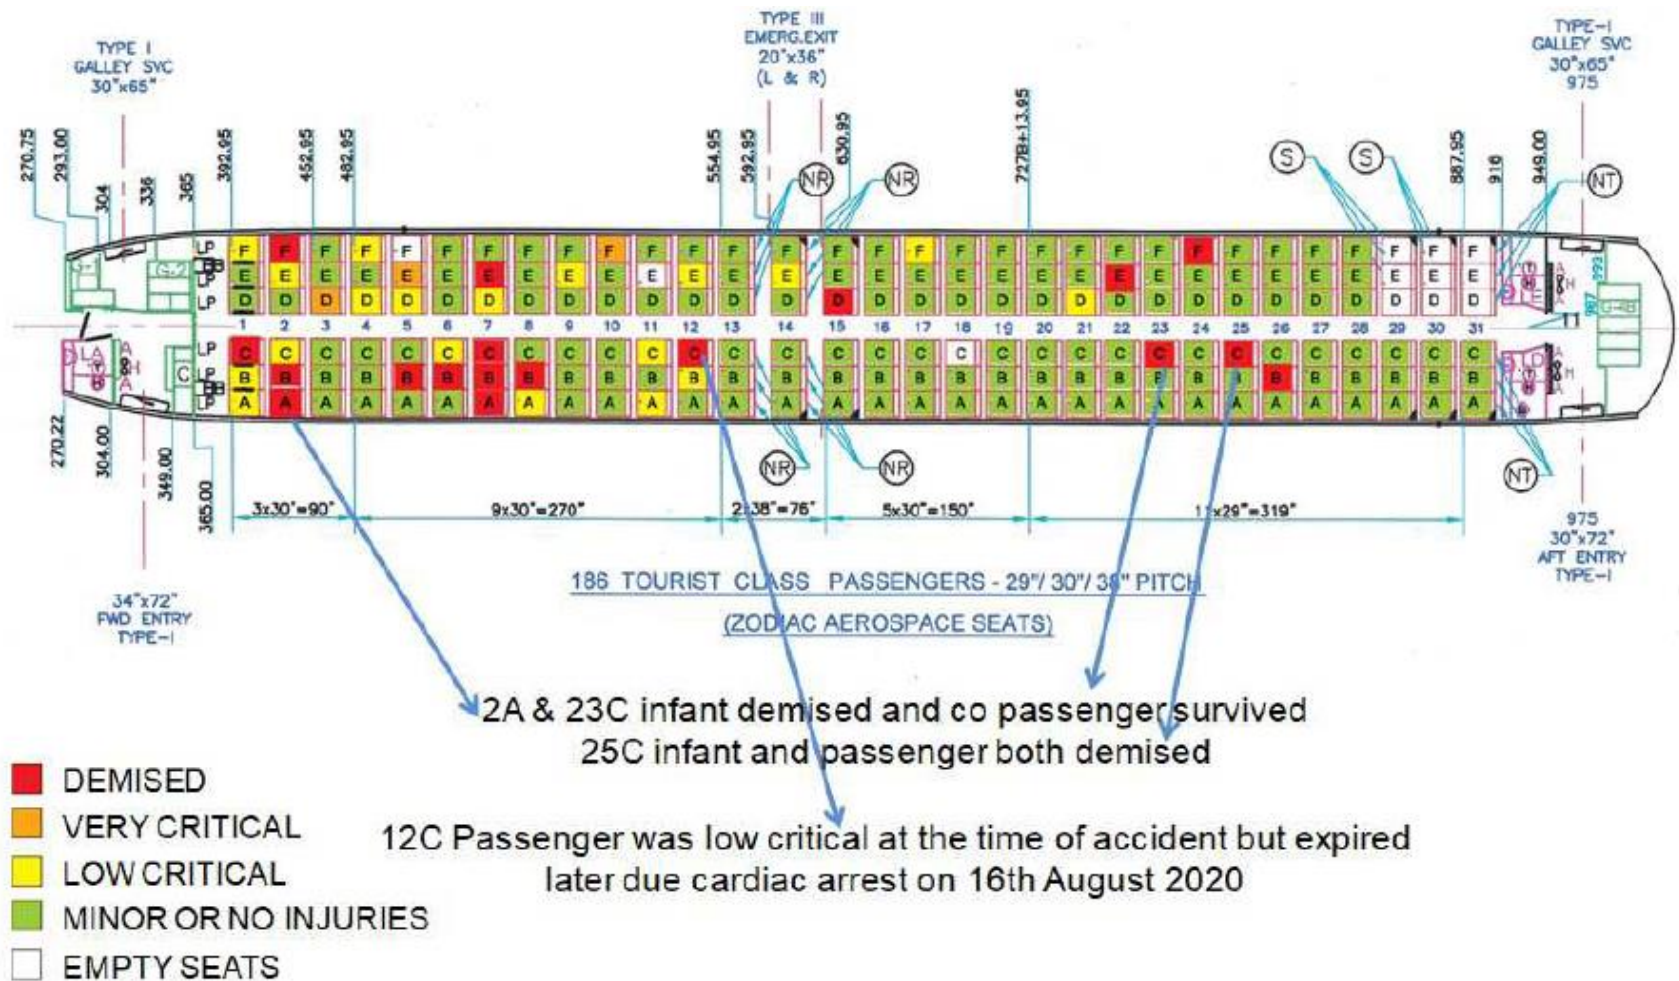 TYPE I
GALLEY SVC
30"x65"
TYPE III
EMERG.EXIT
20"x36"
(L & R)
TYPE-I
GALLEY SVC
30"x65"
975
270.75
293.00
304
336
365
392.95
452.95
482.95
554.95
592.95
630.95
727B+13.95
887.95
916
949.00
NR NR S S NT
LP F F F F F F F F F F F F F F F F F F F F F F F F F F F F F F F
LP E E E E E E E E E E E E E E E E E E E E E E E E E E E E E E E
LP D D D D D D D D D D D D D D D D D D D D D D D D D D D D D D D
1 2 3 4 5 6 7 8 9 10 11 12 13 14 15 16 17 18 19 20 21 22 23 24 25 26 27 28 29 30 31
LP C C C C C C C C C C C C C C C C C C C C C C C C C C C C C C C
LP B B B B B B B B B B B B B B B B B B B B B B B B B B B B B B B
LP A A A A A A A A A A A A A A A A A A A A A A A A A A A A A A A
NR NR NT
270.22
304.00
349.00
365.00
3x30"=90" 9x30"=270" 2x38"=76" 5x30"=150" 11x29"=319"
975
30"x72"
AFT ENTRY
TYPE-I
34"x72"
FWD ENTRY
TYPE-I
186 TOURIST CLASS PASSENGERS - 29"/ 30"/ 38" PITCH
(ZODIAC AEROSPACE SEATS)
2A & 23C infant demised and co passenger survived
25C infant and passenger both demised
12C Passenger was low critical at the time of accident but expired
later due cardiac arrest on 16th August 2020
DEMISED
VERY CRITICAL
LOW CRITICAL
MINOR OR NO INJURIES
EMPTY SEATS